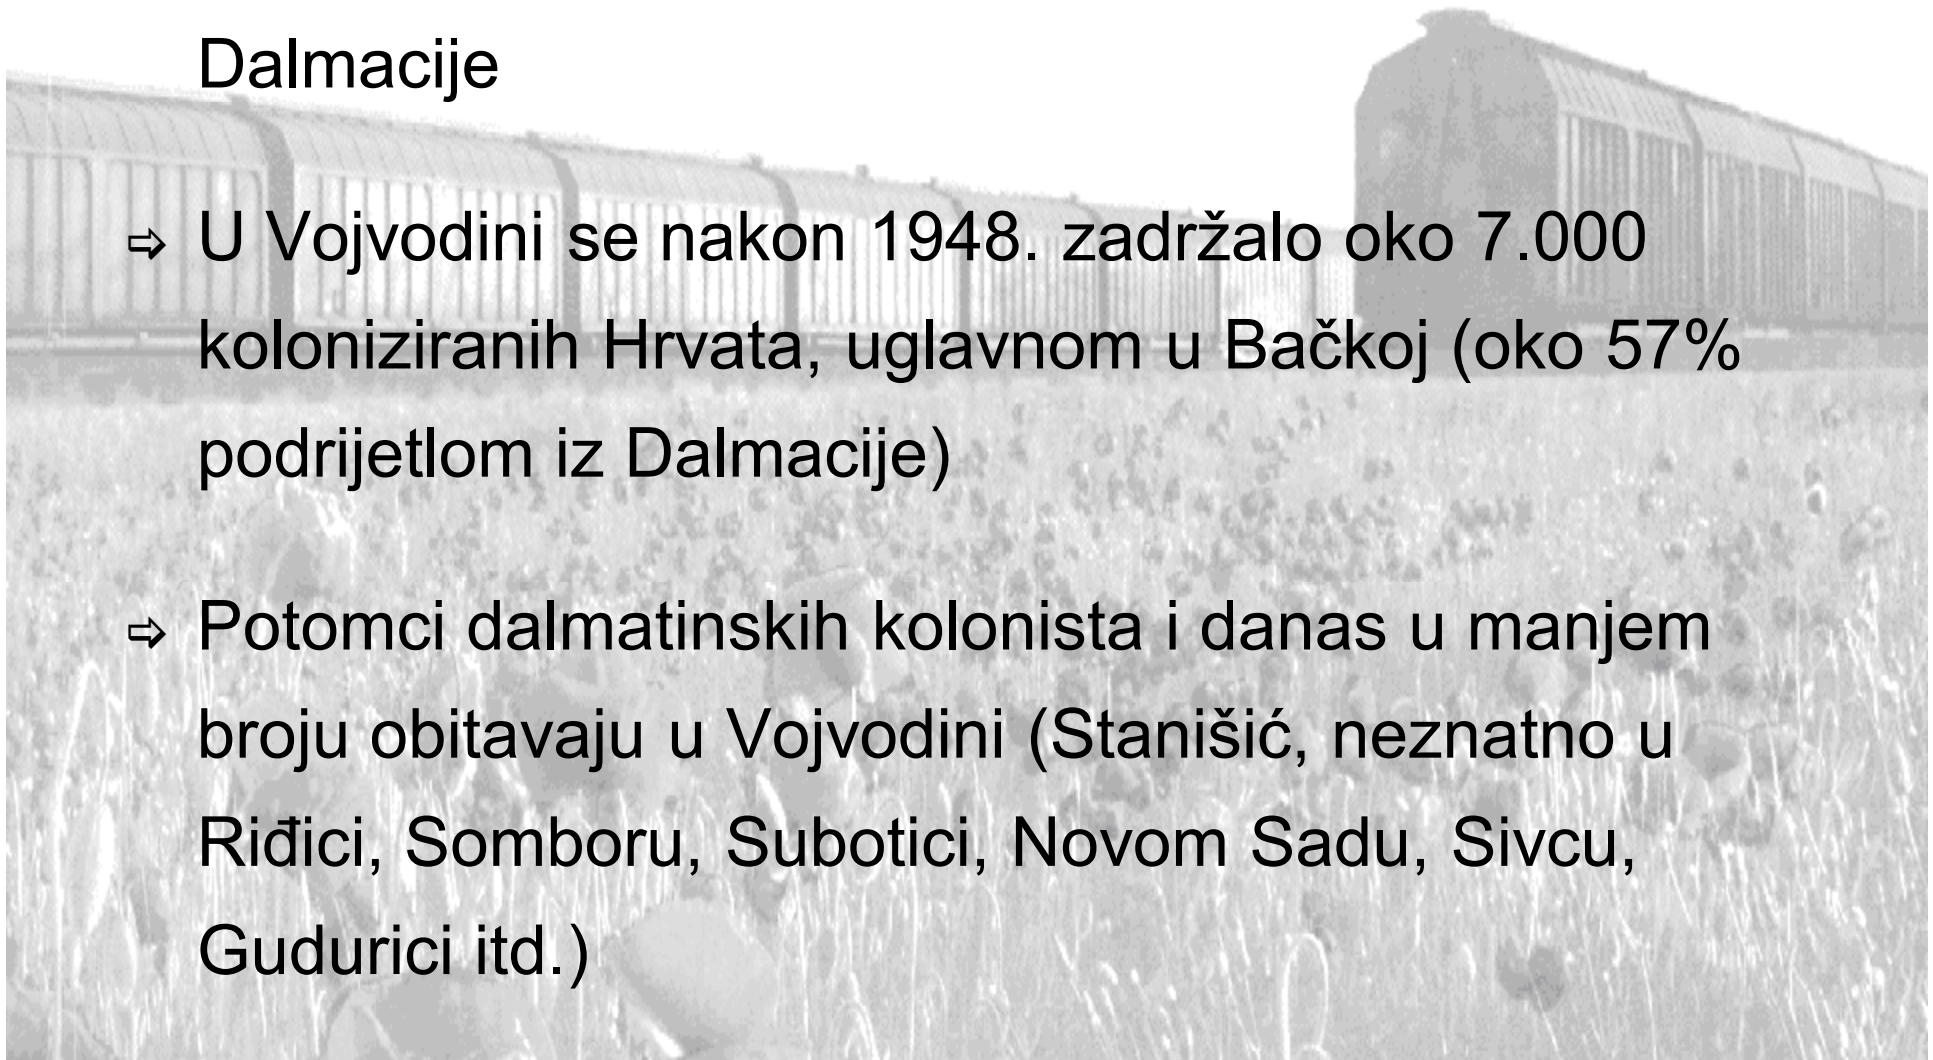 Dalmacije
⇨ U Vojvodini se nakon 1948. zadržalo oko 7.000
koloniziranih Hrvata, uglavnom u Bačkoj (oko 57%
podrijetlom iz Dalmacije)
⇨ Potomci dalmatinskih kolonista i danas u manjem
broju obitavaju u Vojvodini (Stanišić, neznatno u
Riđici, Somboru, Subotici, Novom Sadu, Sivcu,
Gudurici itd.)